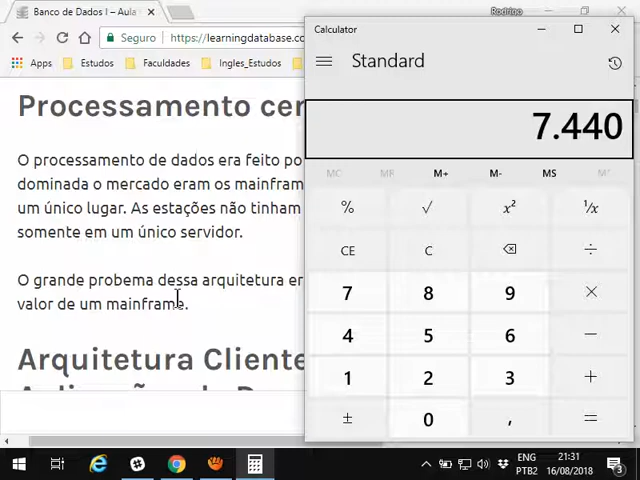 Banco de Dados I – Aula
Rodrigo
Seguro
https://learningdatabase.co
Apps
Estudos
Faculdades
Ingles_Estudos
Processamento cer
O processamento de dados era feito po
dominada o mercado eram os mainfram
um único lugar. As estações não tinham
somente em um único servidor.
O grande probema dessa arquitetura er
valor de um mainframe.
Arquitetura Cliente
Calculator
Standard
7.440
MC MR M+ M- MS M˅
% √ x² ¹/x
CE C ⌫ ÷
7 8 9 ×
4 5 6 −
1 2 3 +
± 0 , =
ENG
PTB2
21:31
16/08/2018
3